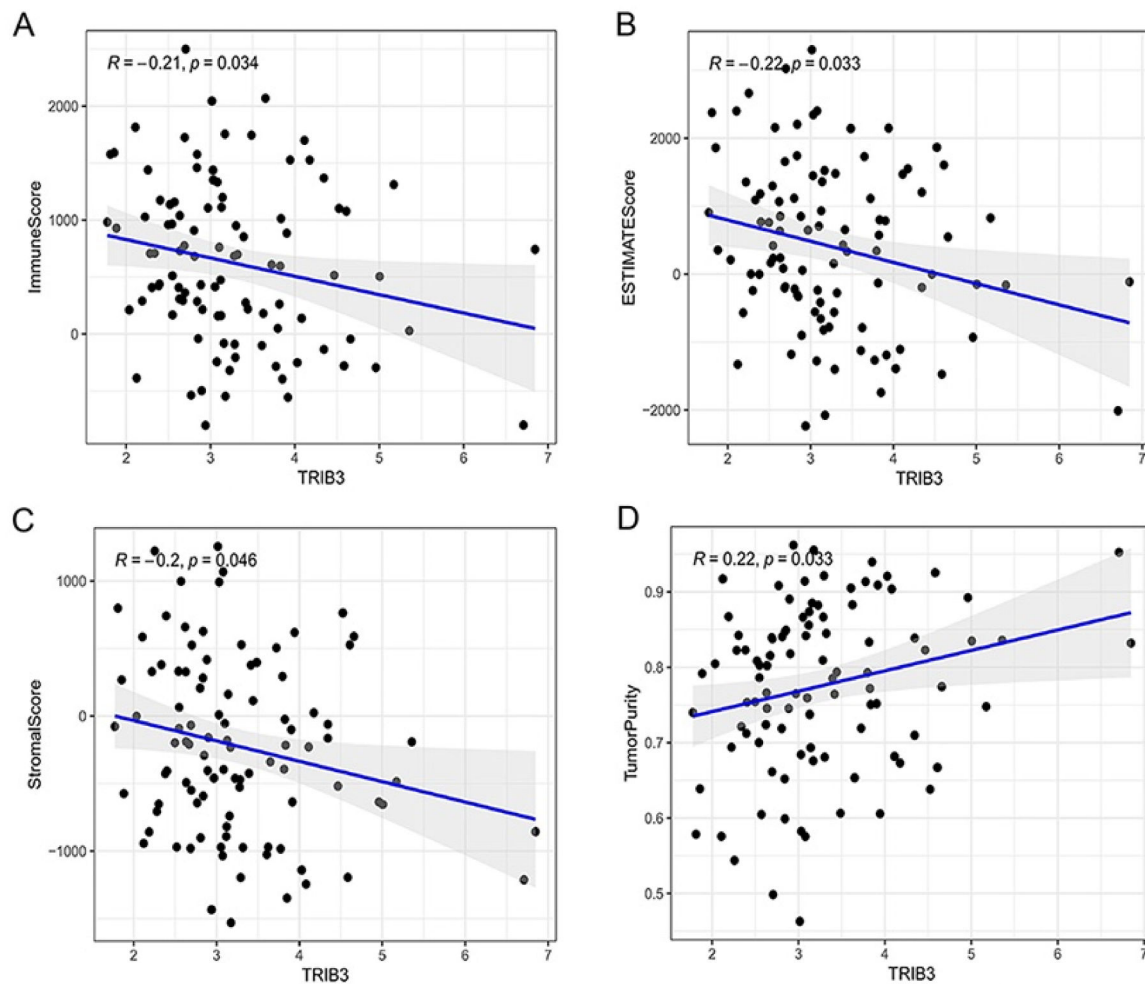 A
R = −0.21, p = 0.034
2000
1000
0
ImmuneScore
2 3 4 5 6 7
TRIB3
B
R = −0.22, p = 0.033
2000
0
−2000
ESTIMATEScore
2 3 4 5 6 7
TRIB3
C
R = −0.2, p = 0.046
1000
0
−1000
StromalScore
2 3 4 5 6 7
TRIB3
D
R = 0.22, p = 0.033
0.9
0.8
0.7
0.6
0.5
TumorPurity
2 3 4 5 6 7
TRIB3